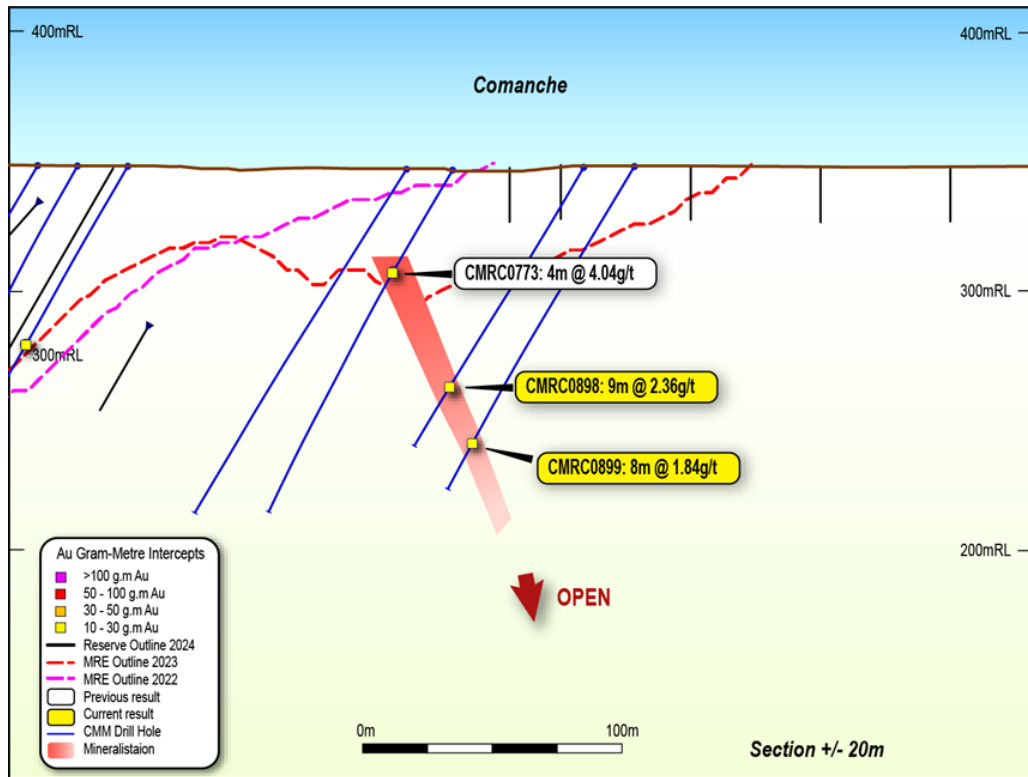 400mRL
400mRL
Comanche
CMRC0773: 4m @ 4.04g/t
300mRL
300mRL
CMRC0898: 9m @ 2.36g/t
CMRC0899: 8m @ 1.84g/t
200mRL
OPEN
Au Gram-Metre Intercepts
>100 g.m Au
50 - 100 g.m Au
30 - 50 g.m Au
10 - 30 g.m Au
Reserve Outline 2024
MRE Outline 2023
MRE Outline 2022
Previous result
Current result
CMM Drill Hole
Mineralistaion
0m
100m
Section +/- 20m